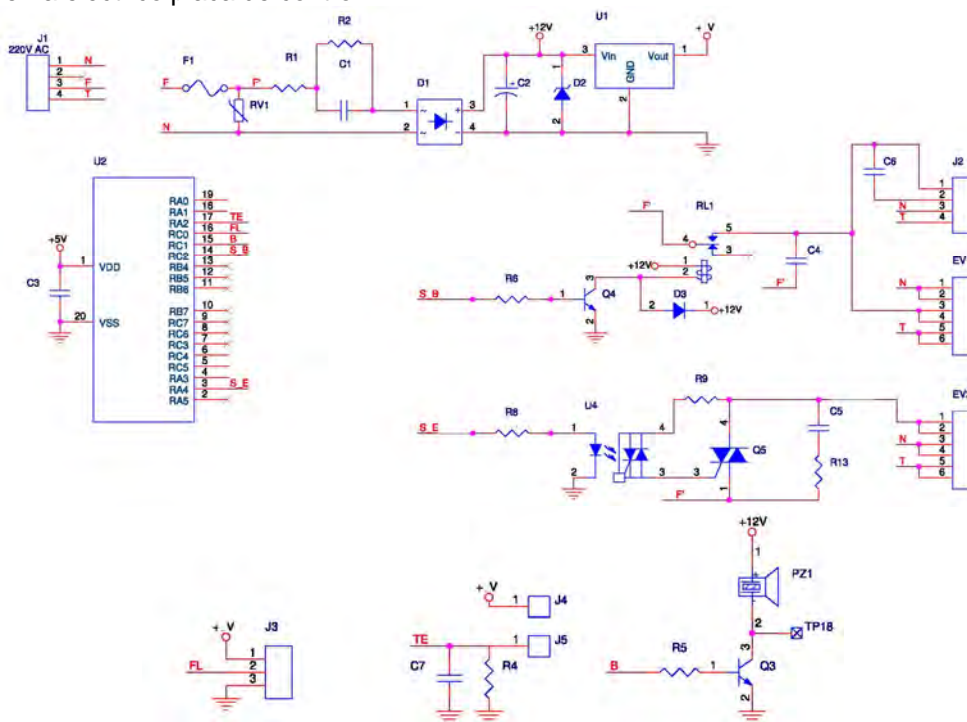 J1
220V AC
1 N
2
3 F
4 T
F F1 F'
RV1
N
R1
R2
C1
D1
1 ~ + 3
2 ~ - 4
+12V
C2
1
D2
2
U1
3 Vin Vout 1
GND
2
+ V
U2
RA0 19
RA1 18
RA2 17 TE
RC0 16 FL
RC1 15 B
RC2 14 S_B
RB4 13
RB5 12
RB6 11
RB7 10
RC7 9
RC6 8
RC3 7
RC4 6
RC5 5
RA3 4
RA4 3 S_E
RA5 2
+5V
1 VDD
C3
20 VSS
F'
RL1
4
5
3
+12V 1
2
S_B R6 1 Q4
3
2
2 D3 1
+12V
C4
F'
C6
J2
1
2
N 3
T 4
EV
N 1
2
3
4
T 5
6
S_E R8 1 U4
2
4
3 3
R9
4
Q5
1
F'
C5
R13
EV
1
2
N 3
4
T 5
6
+12V
1
+
PZ1
-
2 TP18
B R5 1 Q3
3
2
+ V
J3
1
FL 2
3
+ V
1 J4
TE 1 J5
C7 R4